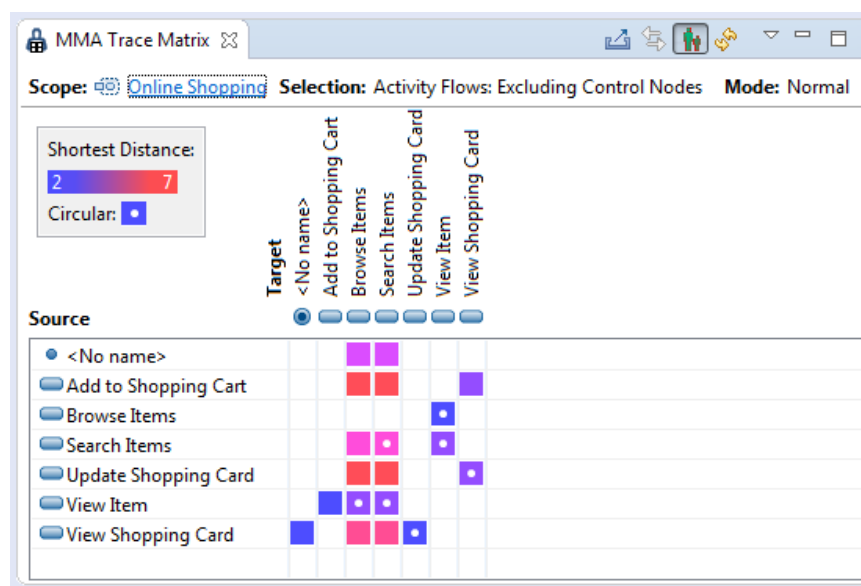 MMA Trace Matrix
Scope: Online Shopping Selection: Activity Flows: Excluding Control Nodes Mode: Normal
Shortest Distance:
2 7
Circular:
Target
<No name>
Add to Shopping Cart
Browse Items
Search Items
Update Shopping Card
View Item
View Shopping Card
Source
<No name>
Add to Shopping Cart
Browse Items
Search Items
Update Shopping Card
View Item
View Shopping Card